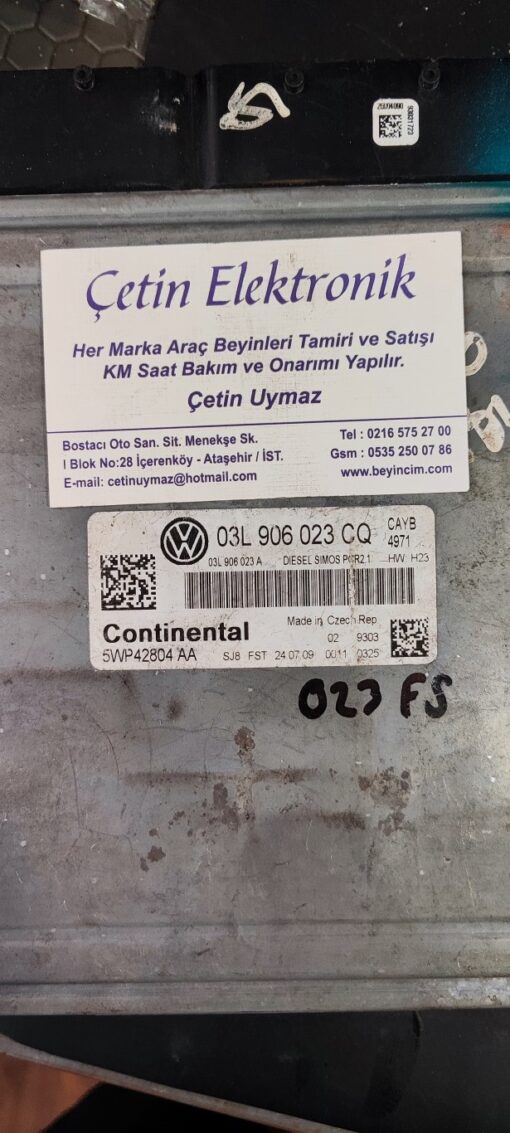 93B21723
Çetin Elektronik
Her Marka Araç Beyinleri Tamiri ve Satışı
KM Saat Bakım ve Onarımı Yapılır.
Çetin Uymaz
Bostacı Oto San. Sit. Menekşe Sk.
I Blok No:28 İçerenköy - Ataşehir / İST.
E-mail: cetinuymaz@hotmail.com
Tel : 0216 575 27 00
Gsm : 0535 250 07 86
www.beyincim.com
03L 906 023 CQ
CAYB
4971
03L 906 023 A DIESEL SIMOS PCR2.1 HW H23
Continental
5WP42804 AA
Made in Czech Rep.
02 9303
SJ8 FST 24.07.09 0011 0325
023 FS